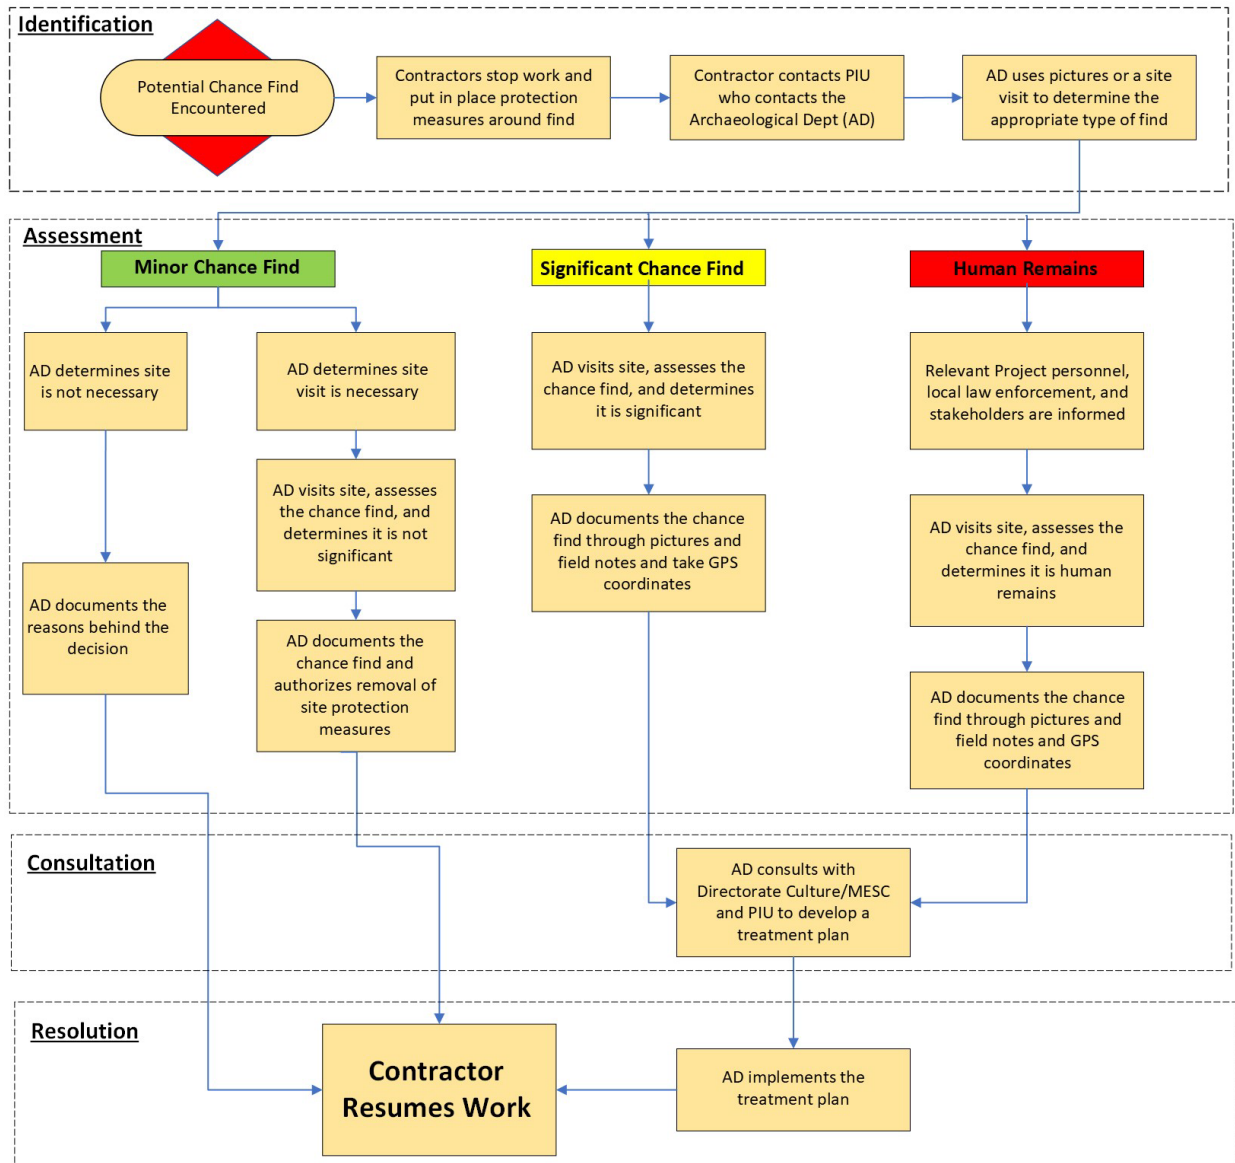 Identification
Potential Chance Find
Encountered
Contractors stop work and
put in place protection
measures around find
Contractor contacts PIU
who contacts the
Archaeological Dept (AD)
AD uses pictures or a site
visit to determine the
appropriate type of find
Assessment
Minor Chance Find
Significant Chance Find
Human Remains
AD determines site
is not necessary
AD determines site
visit is necessary
AD visits site, assesses the
chance find, and determines
it is significant
Relevant Project personnel,
local law enforcement, and
stakeholders are informed
AD visits site, assesses
the chance find, and
determines it is not
significant
AD documents the chance
find through pictures and
field notes and take GPS
coordinates
AD visits site, assesses the
chance find, and
determines it is human
remains
AD documents the
reasons behind the
decision
AD documents the
chance find and
authorizes removal of
site protection
measures
AD documents the chance
find through pictures and
field notes and GPS
coordinates
Consultation
AD consults with
Directorate Culture/MESC
and PIU to develop a
treatment plan
Resolution
Contractor
Resumes Work
AD implements the
treatment plan